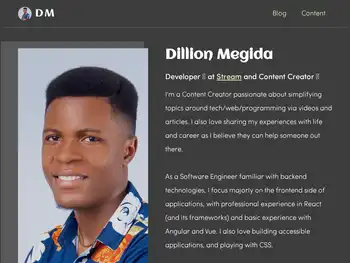 DM
Blog Content
Dillion Megida
Developer 🥑 at Stream and Content Creator 🥑
I'm a Content Creator passionate about simplifying
topics around tech/web/programming via videos and
articles. I also love sharing my experiences with life
and career as I believe they can help someone out
there.
As a Software Engineer familiar with backend
technologies, I focus majorly on the frontend side of
applications, with professional experience in React
(and its frameworks) and basic experience with
Angular and Vue. I also love building accessible
applications, and playing with CSS.